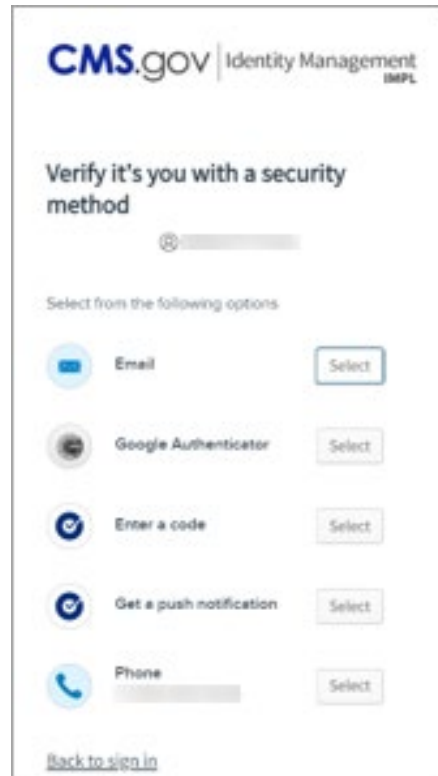 CMS.gov Identity Management
IMPL
Verify it's you with a security
method
Select from the following options
Email Select
Google Authenticator Select
Enter a code Select
Get a push notification Select
Phone
Select
Back to sign in